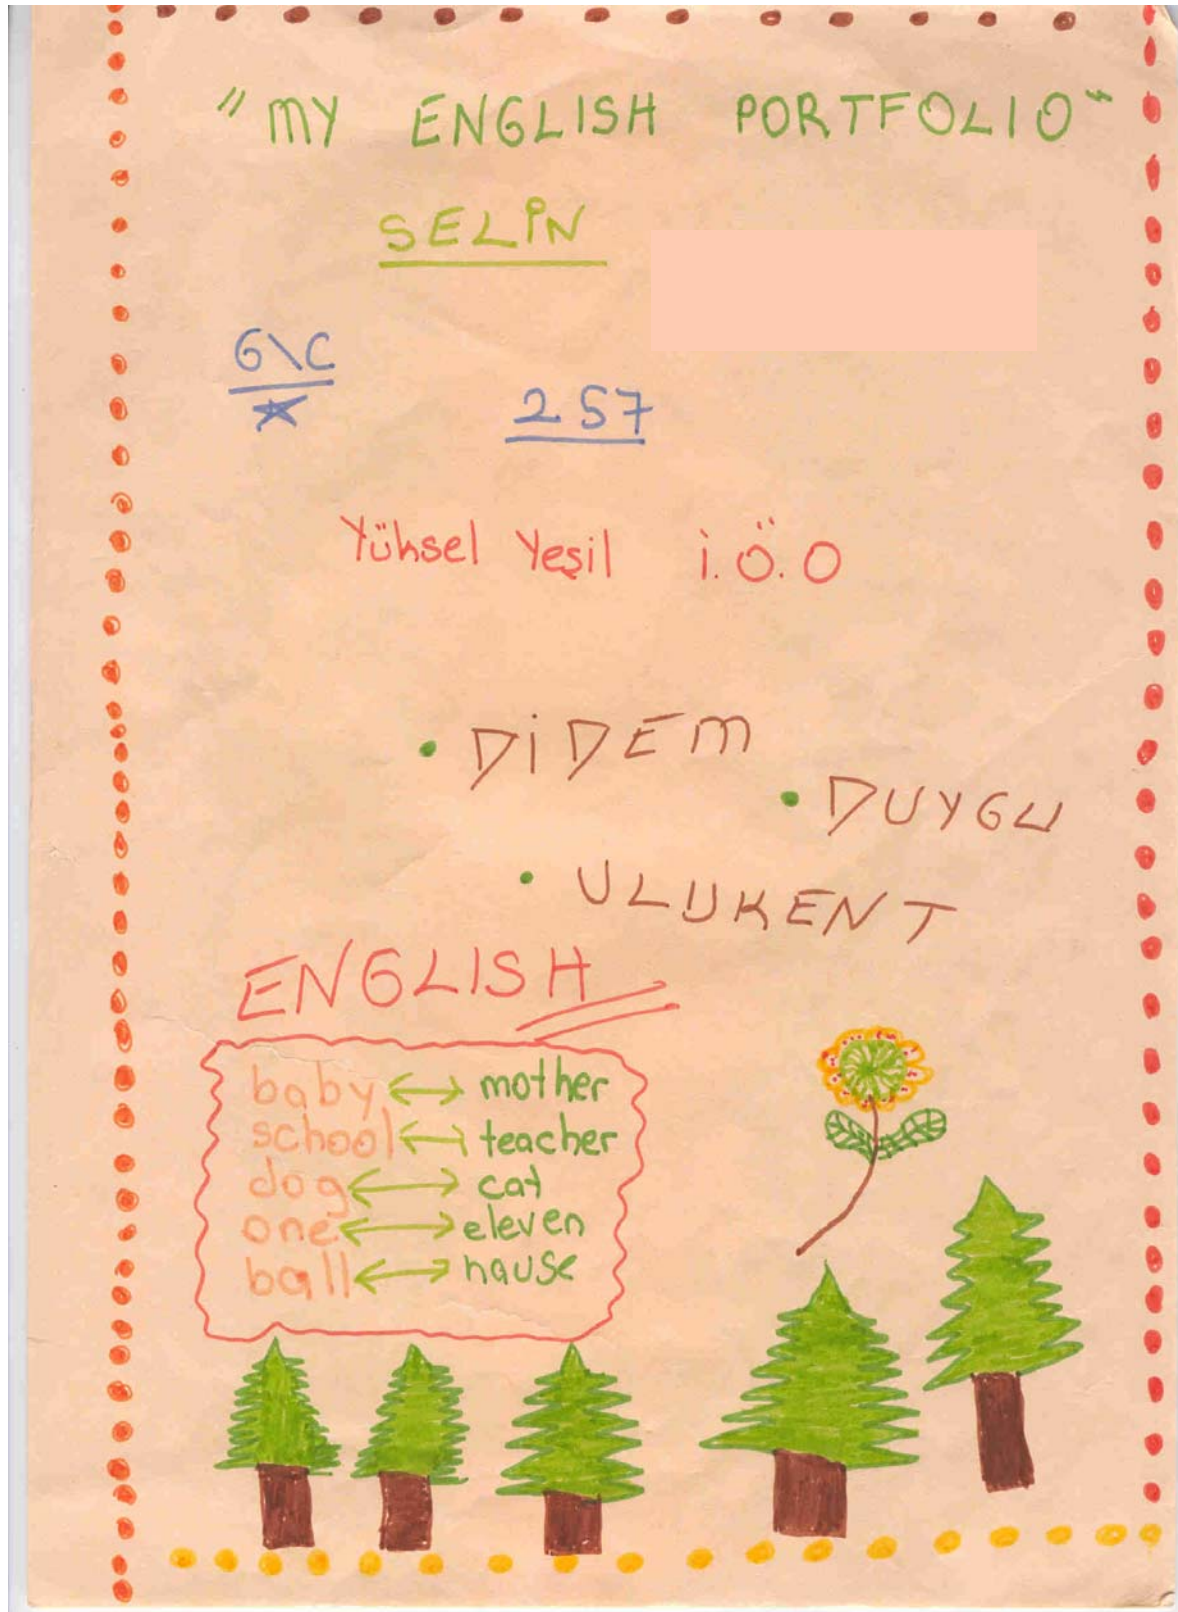 "MY ENGLISH PORTFOLIO"
SELİN
6\C
257
Yüksel Yeşil İ.Ö.O
• DİDEM
• DUYGU
• ULUKENT
ENGLISH
baby ↔ mother
school ↔ teacher
dog ↔ cat
one ↔ eleven
ball ↔ hause